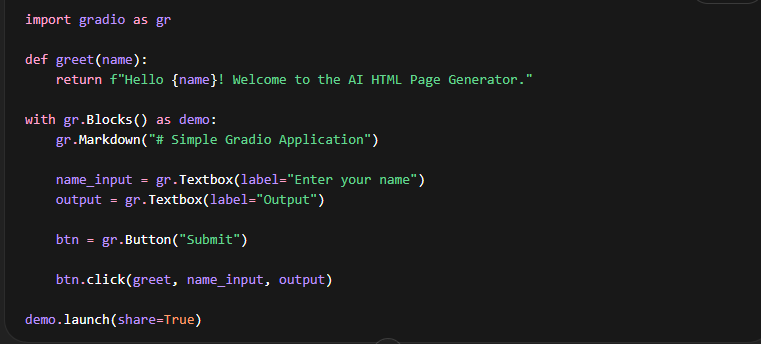 import gradio as gr
def greet(name):
    return f"Hello {name}! Welcome to the AI HTML Page Generator."
with gr.Blocks() as demo:
    gr.Markdown("# Simple Gradio Application")
    name_input = gr.Textbox(label="Enter your name")
    output = gr.Textbox(label="Output")
    btn = gr.Button("Submit")
    btn.click(greet, name_input, output)
demo.launch(share=True)